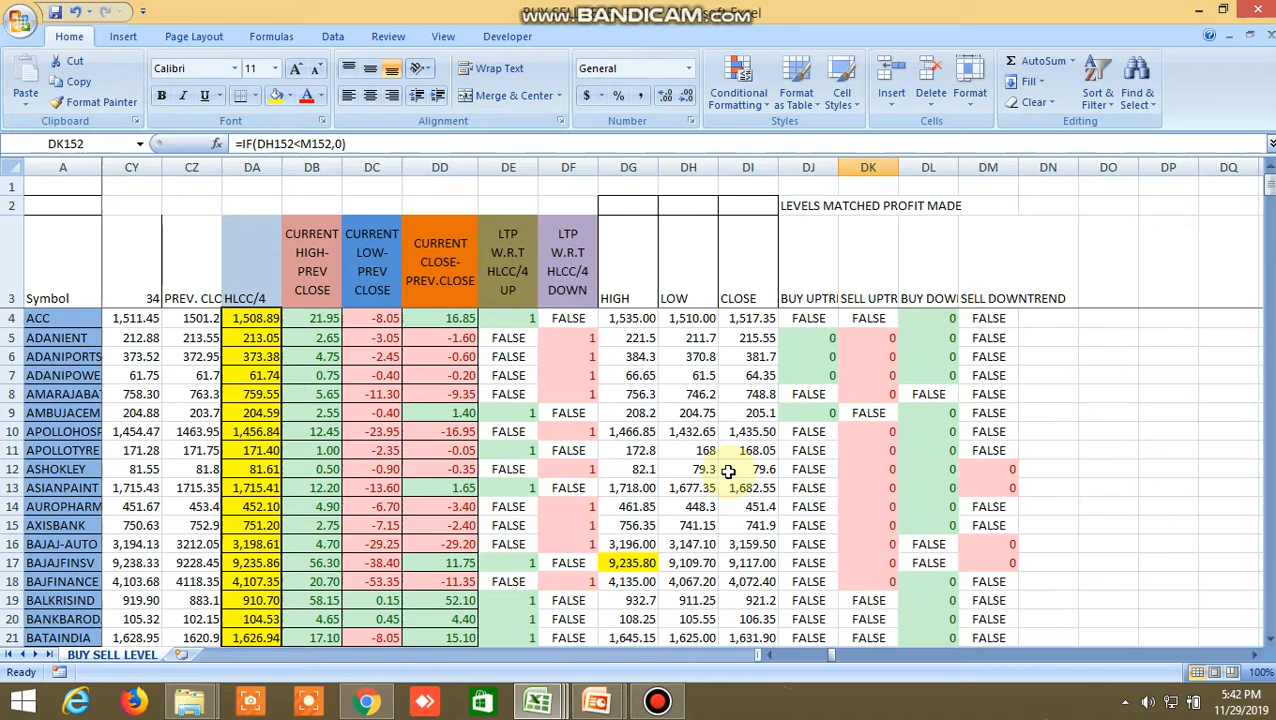 www.BANDICAM.com
Microsoft Excel
Home Insert Page Layout Formulas Data Review View Developer
Cut
Copy
Format Painter
Paste
Clipboard
Calibri 11
B I U
Font
Wrap Text
Merge & Center
Alignment
General
$ % ,
Number
Conditional Formatting
Format as Table
Cell Styles
Styles
Insert
Delete
Format
Cells
AutoSum
Fill
Clear
Sort & Filter
Find & Select
Editing
DK152 fx =IF(DH152<M152,0)
A CY CZ DA DB DC DD DE DF DG DH DI DJ DK DL DM DN DO DP DQ
1
2 LEVELS MATCHED PROFIT MADE
3 Symbol 34 PREV. CLO HLCC/4 CURRENT HIGH-PREV CLOSE CURRENT LOW-PREV CLOSE CURRENT CLOSE-PREV.CLOSE LTP W.R.T HLCC/4 UP LTP W.R.T HLCC/4 DOWN HIGH LOW CLOSE BUY UPTRE SELL UPTR BUY DOWN SELL DOWNTREND
4 ACC 1,511.45 1501.2 1,508.89 21.95 -8.05 16.85 1 FALSE 1,535.00 1,510.00 1,517.35 FALSE FALSE 0 FALSE
5 ADANIENT 212.88 213.55 213.05 2.65 -3.05 -1.60 FALSE 1 221.5 211.7 215.55 0 0 0 FALSE
6 ADANIPORTS 373.52 372.95 373.38 4.75 -2.45 -0.60 FALSE 1 384.3 370.8 381.7 0 0 0 FALSE
7 ADANIPOWE 61.75 61.7 61.74 0.75 -0.40 -0.20 FALSE 1 66.65 61.5 64.35 0 0 0 FALSE
8 AMARAJABA 758.30 763.3 759.55 5.65 -11.30 -9.35 FALSE 1 756.3 746.2 748.8 FALSE 0 FALSE FALSE
9 AMBUJACEM 204.88 203.7 204.59 2.55 -0.40 1.40 1 FALSE 208.2 204.75 205.1 0 FALSE 0 FALSE
10 APOLLOHOSP 1,454.47 1463.95 1,456.84 12.45 -23.95 -16.95 FALSE 1 1,466.85 1,432.65 1,435.50 FALSE 0 0 FALSE
11 APOLLOTYRE 171.28 171.75 171.40 1.00 -2.35 -0.05 1 FALSE 172.8 168 168.05 FALSE 0 0 FALSE
12 ASHOKLEY 81.55 81.8 81.61 0.50 -0.90 -0.35 FALSE 1 82.1 79.3 79.6 FALSE 0 0 0
13 ASIANPAINT 1,715.43 1715.35 1,715.41 12.20 -13.60 1.65 1 FALSE 1,718.00 1,677.35 1,682.55 FALSE 0 0 0
14 AUROPHARM 451.67 453.4 452.10 4.90 -6.70 -3.40 FALSE 1 461.85 448.3 451.4 FALSE 0 0 FALSE
15 AXISBANK 750.63 752.9 751.20 2.75 -7.15 -2.40 FALSE 1 756.35 741.15 741.9 FALSE 0 0 FALSE
16 BAJAJ-AUTO 3,194.13 3212.05 3,198.61 4.70 -29.25 -29.20 FALSE 1 3,196.00 3,147.10 3,159.50 FALSE 0 FALSE 0
17 BAJAJFINSV 9,238.33 9228.45 9,235.86 56.30 -38.40 11.75 1 FALSE 9,235.80 9,109.70 9,117.00 FALSE 0 FALSE 0
18 BAJFINANCE 4,103.68 4118.35 4,107.35 20.70 -53.35 -11.35 FALSE 1 4,135.00 4,067.20 4,072.40 FALSE 0 0 FALSE
19 BALKRISIND 919.90 883.1 910.70 58.15 0.15 52.10 1 FALSE 932.7 911.25 921.2 FALSE FALSE 0 FALSE
20 BANKBAROD 105.32 102.15 104.53 4.65 0.45 4.40 1 FALSE 108.25 105.32 106.35 FALSE FALSE 0 FALSE
21 BATAINDIA 1,628.95 1620.9 1,626.94 17.10 -8.05 15.10 1 FALSE 1,645.15 1,625.00 1,631.90 FALSE FALSE 0 FALSE
BUY SELL LEVEL
Ready 100%
5:42 PM
11/29/2019